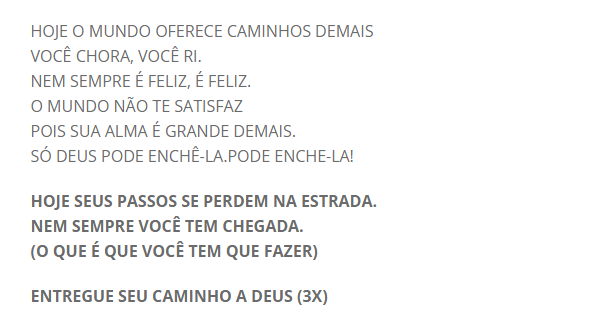 HOJE O MUNDO OFERECE CAMINHOS DEMAIS
VOCÊ CHORA, VOCÊ RI.
NEM SEMPRE É FELIZ, É FELIZ.
O MUNDO NÃO TE SATISFAZ
POIS SUA ALMA É GRANDE DEMAIS.
SÓ DEUS PODE ENCHÊ-LA.PODE ENCHE-LA!
HOJE SEUS PASSOS SE PERDEM NA ESTRADA.
NEM SEMPRE VOCÊ TEM CHEGADA.
(O QUE É QUE VOCÊ TEM QUE FAZER)
ENTREGUE SEU CAMINHO A DEUS (3X)